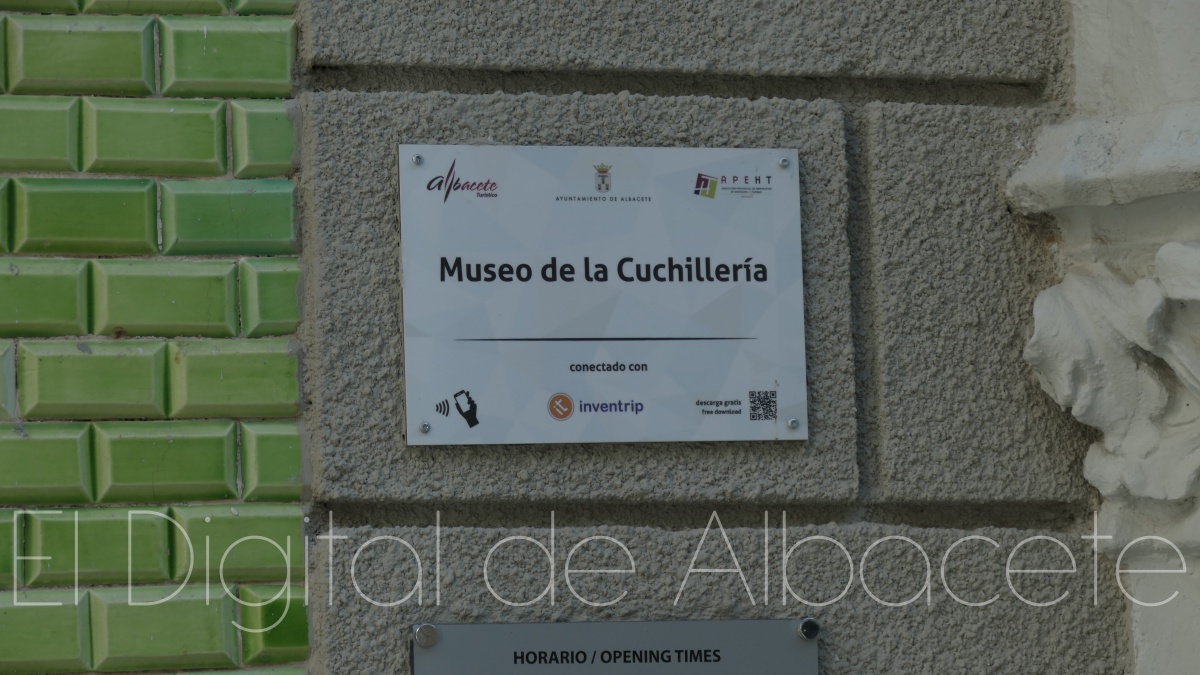 albacete
Turístico
AYUNTAMIENTO DE ALBACETE
APEHT
Museo de la Cuchillería
conectado con
inventrip
descarga gratis
free download
El Digital de Albacete
HORARIO / OPENING TIMES